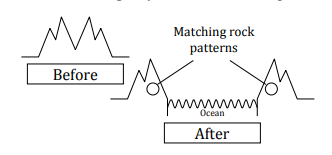 Matching rock
patterns
Before
Ocean
After